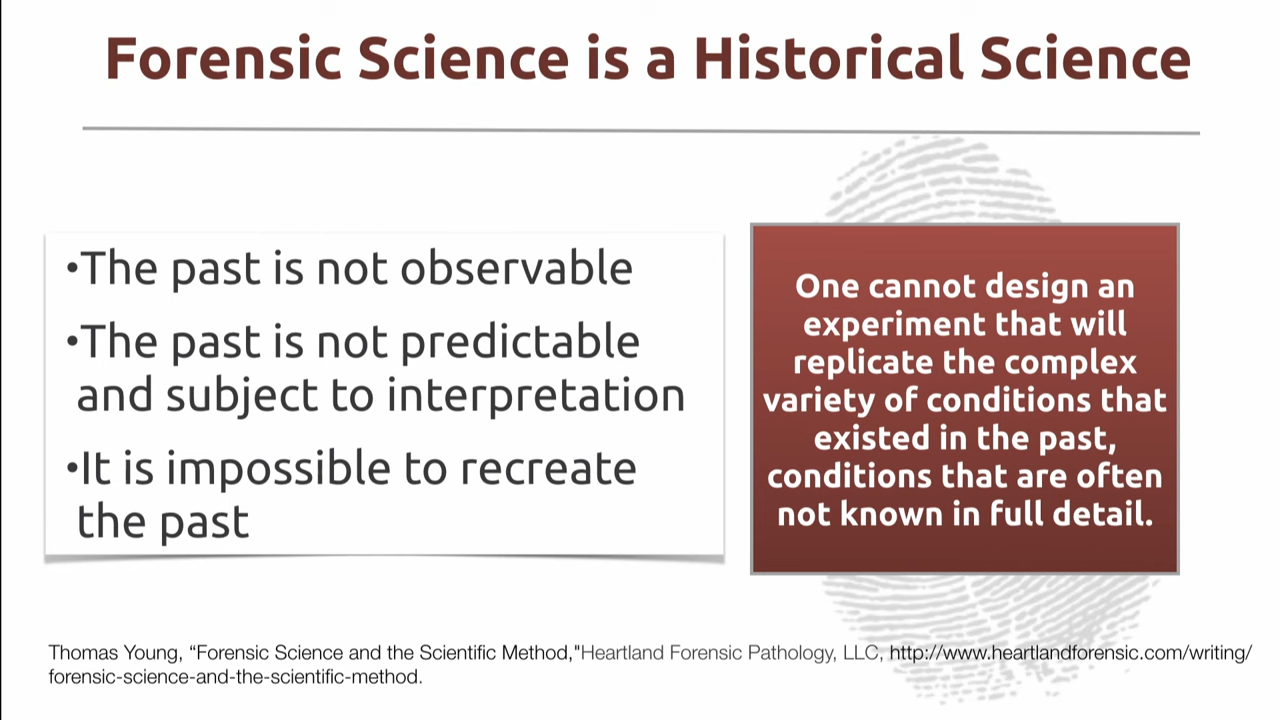 Forensic Science is a Historical Science
•The past is not observable
•The past is not predictable
and subject to interpretation
•It is impossible to recreate
the past
One cannot design an
experiment that will
replicate the complex
variety of conditions that
existed in the past,
conditions that are often
not known in full detail.
Thomas Young, “Forensic Science and the Scientific Method,"Heartland Forensic Pathology, LLC, http://www.heartlandforensic.com/writing/
forensic-science-and-the-scientific-method.